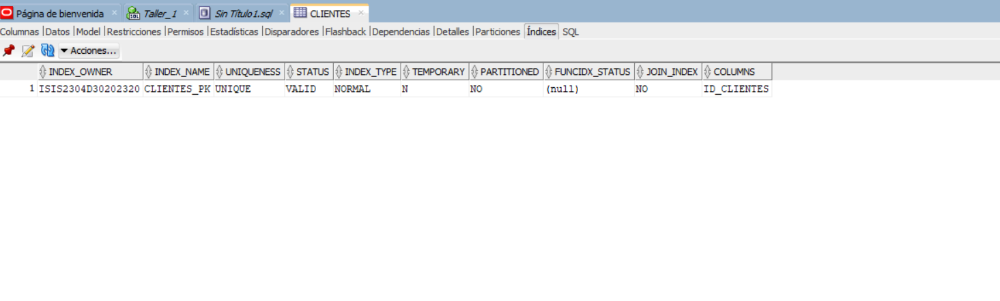 Página de bienvenida × Taller_1 × Sin Título1.sql × CLIENTES ×
Columnas |Datos |Model |Restricciones |Permisos |Estadísticas |Disparadores |Flashback |Dependencias |Detalles |Particiones |Índices SQL
Acciones...
INDEX_OWNER INDEX_NAME UNIQUENESS STATUS INDEX_TYPE TEMPORARY PARTITIONED FUNCIDX_STATUS JOIN_INDEX COLUMNS
1 ISIS2304D30202320 CLIENTES_PK UNIQUE VALID NORMAL N NO (null) NO ID_CLIENTES